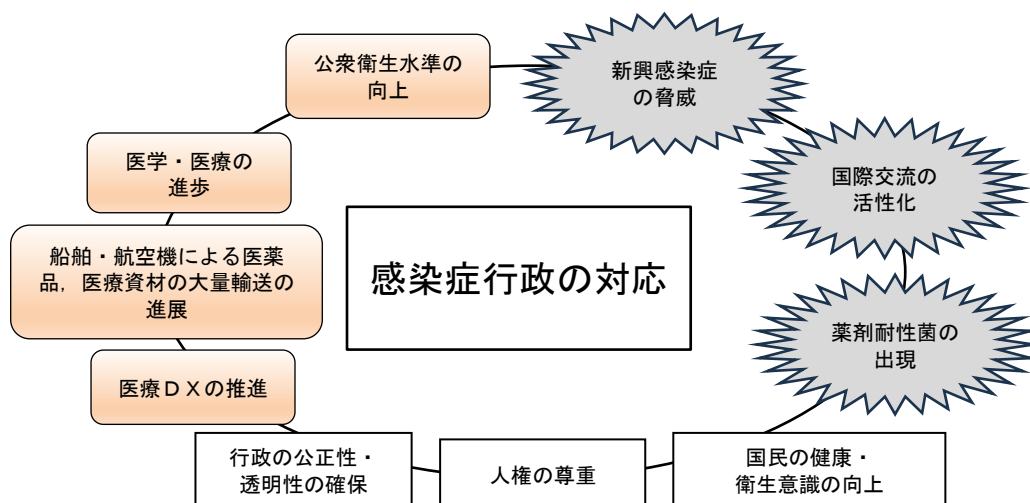 公衆衛生水準の
向上
新興感染症
の脅威
医学・医療の
進歩
国際交流の
活性化
船舶・航空機による医薬
品，医療資材の大量輸送の
進展
感染症行政の対応
薬剤耐性菌の
出現
医療ＤＸの推進
行政の公正性・
透明性の確保
人権の尊重
国民の健康・
衛生意識の向上